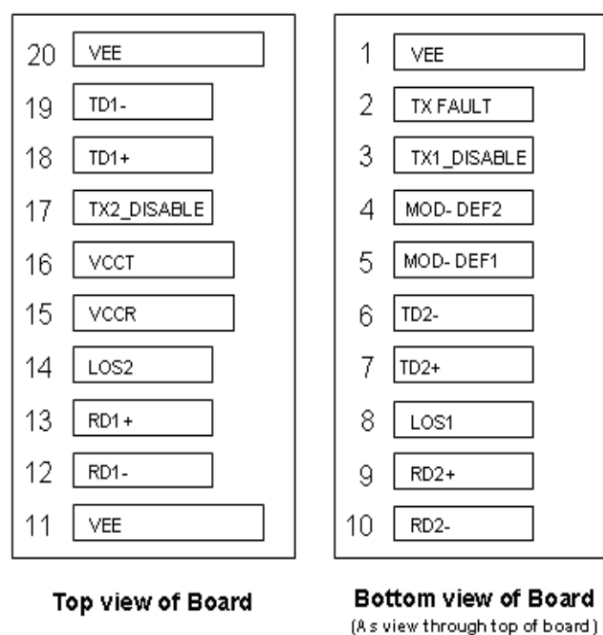 20 VEE
19 TD1-
18 TD1+
17 TX2_DISABLE
16 VCCT
15 VCCR
14 LOS2
13 RD1+
12 RD1-
11 VEE
Top view of Board
1 VEE
2 TX FAULT
3 TX1_DISABLE
4 MOD- DEF2
5 MOD- DEF1
6 TD2-
7 TD2+
8 LOS1
9 RD2+
10 RD2-
Bottom view of Board
(As view through top of board)